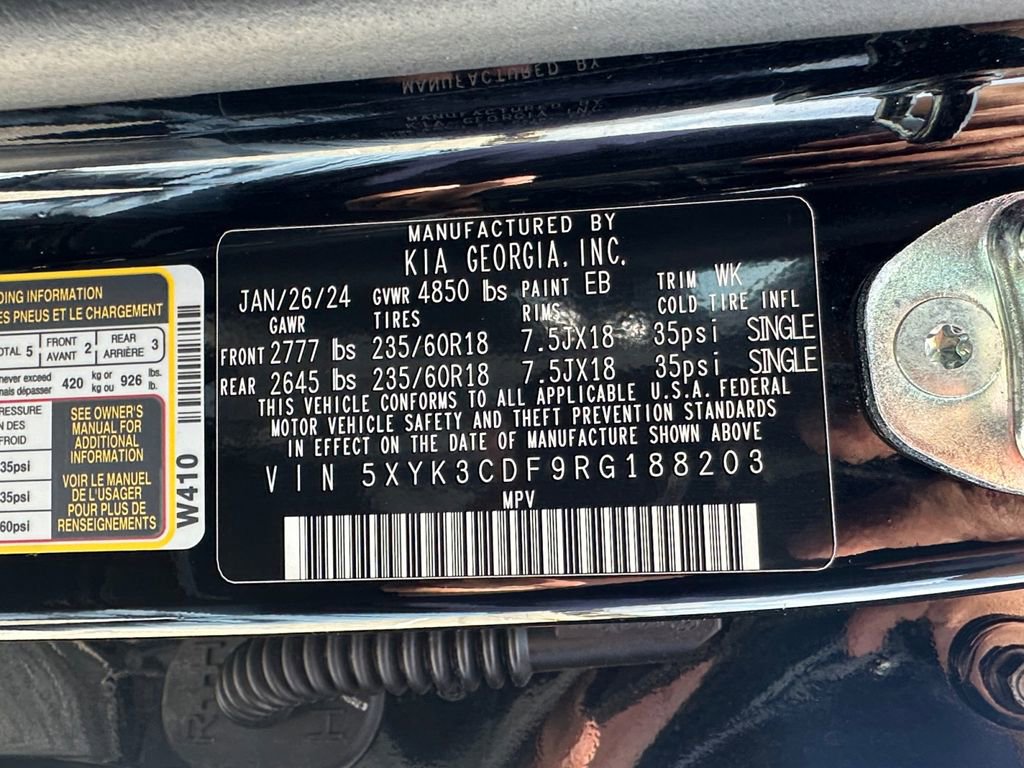 MANUFACTURED BY
KIA GEORGIA, INC.
JAN/26/24 GVWR 4850 lbs PAINT EB TRIM WK
GAWR TIRES RIMS COLD TIRE INFL
FRONT 2777 lbs 235/60R18 7.5JX18 35psi SINGLE
REAR 2645 lbs 235/60R18 7.5JX18 35psi SINGLE
THIS VEHICLE CONFORMS TO ALL APPLICABLE U.S.A. FEDERAL
MOTOR VEHICLE SAFETY AND THEFT PREVENTION STANDARDS
IN EFFECT ON THE DATE OF MANUFACTURE SHOWN ABOVE
VIN 5XYK3CDF9RG188203
MPV
INFORMATION
ES PNEUS ET LE CHARGEMENT
5 FRONT AVANT 2 REAR ARRIÈRE 3
exceed 420 kg or 926 lbs.
dépasser kg ou lb.
SEE OWNER'S
MANUAL FOR
ADDITIONAL
INFORMATION
VOIR LE MANUEL
DE L'USAGER
POUR PLUS DE
RENSEIGNEMENTS
35psi
35psi
60psi
W410